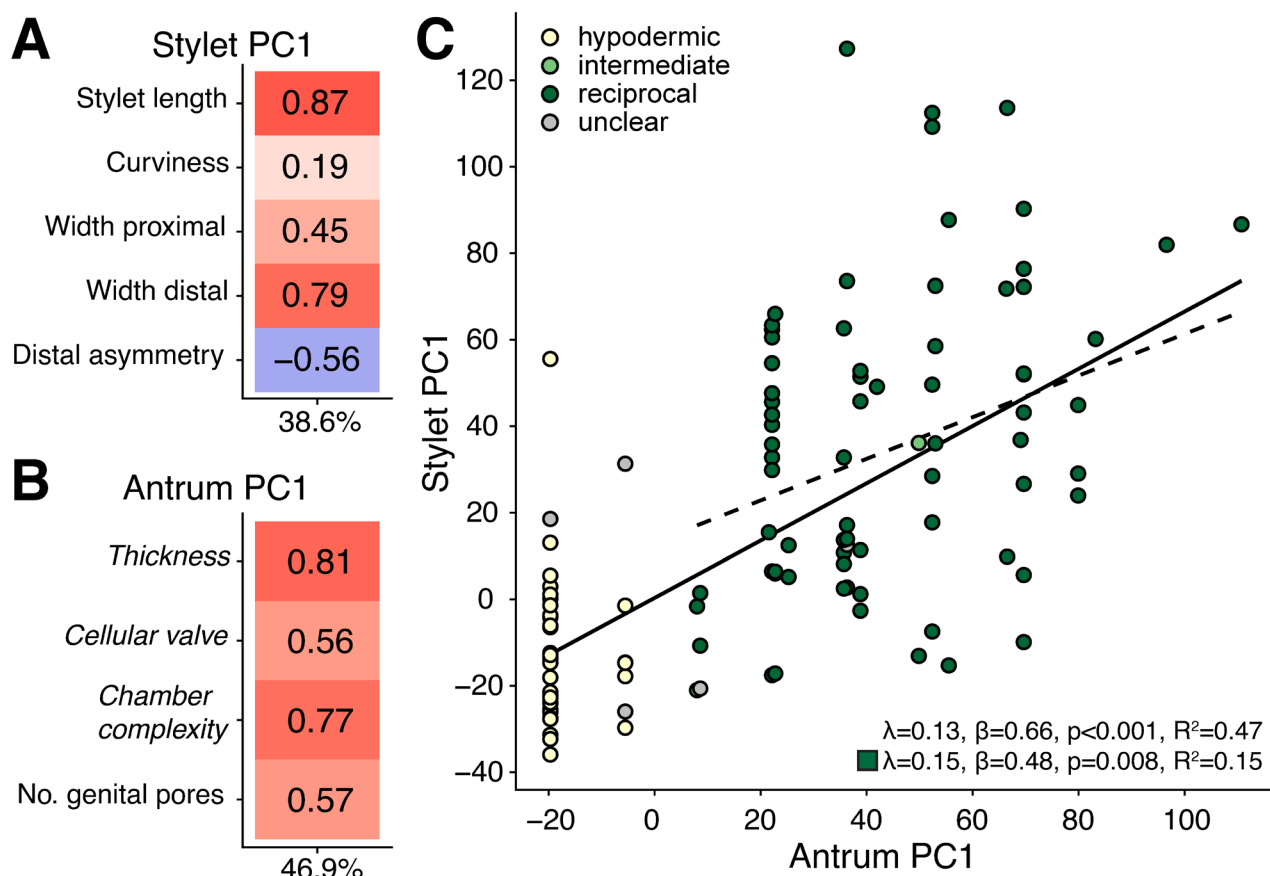 A
Stylet PC1
Stylet length
0.87
Curviness
0.19
Width proximal
0.45
Width distal
0.79
Distal asymmetry
−0.56
38.6%
B
Antrum PC1
Thickness
0.81
Cellular valve
0.56
Chamber
complexity
0.77
No. genital pores
0.57
46.9%
C
hypodermic
intermediate
reciprocal
unclear
Stylet PC1
120
100
80
60
40
20
0
−20
−40
λ=0.13, β=0.66, p<0.001, R²=0.47
λ=0.15, β=0.48, p=0.008, R²=0.15
−20 0 20 40 60 80 100
Antrum PC1